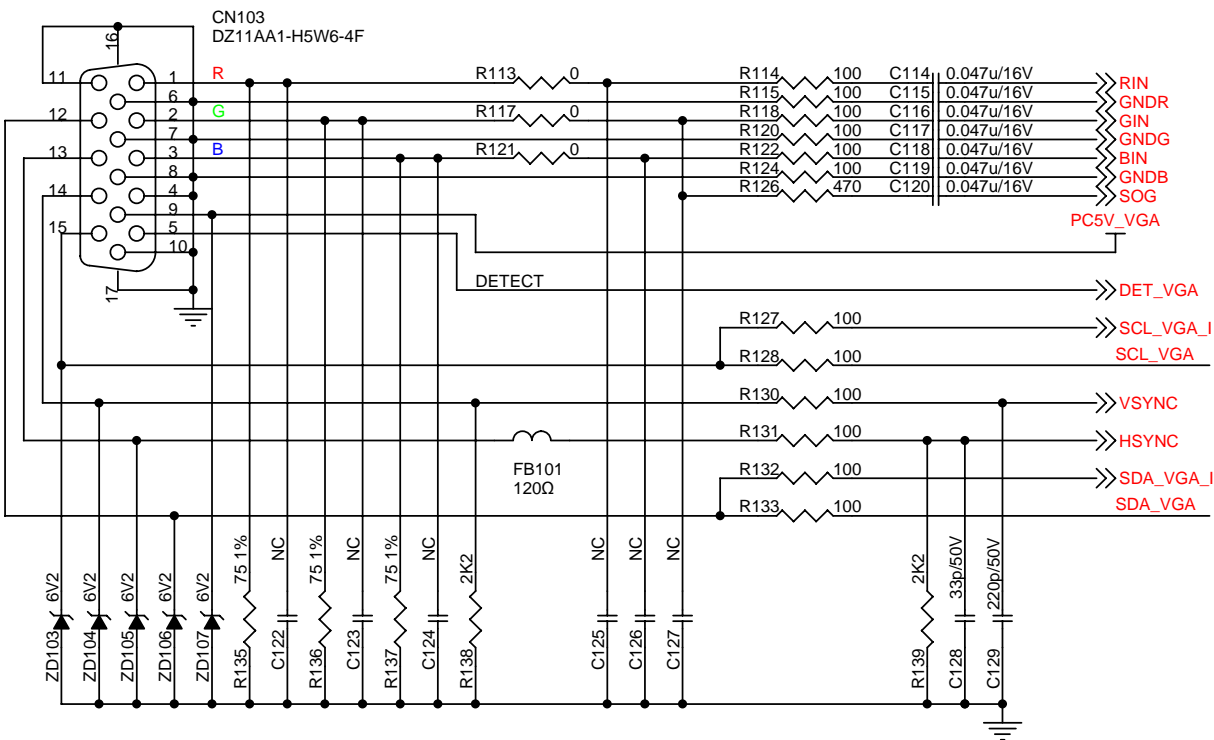 CN103
DZ11AA1-H5W6-4F
16
11 1 R R113 0 R114 100 C114 0.047u/16V RIN
6 R115 100 C115 0.047u/16V GNDR
12 2 G R117 0 R118 100 C116 0.047u/16V GIN
7 R120 100 C117 0.047u/16V GNDG
13 3 B R121 0 R122 100 C118 0.047u/16V BIN
8 R124 100 C119 0.047u/16V GNDB
14 4 R126 470 C120 0.047u/16V SOG
9 PC5V_VGA
15 5
10
17 DETECT DET_VGA
R127 100 SCL_VGA_I
R128 100 SCL_VGA
R130 100 VSYNC
R131 100 HSYNC
FB101
120Ω
R132 100 SDA_VGA_I
R133 100 SDA_VGA
ZD103 6V2
ZD104 6V2
ZD105 6V2
ZD106 6V2
ZD107 6V2
R135 75 1%
C122 NC
R136 75 1%
C123 NC
R137 75 1%
C124 NC
R138 2K2
C125 NC
C126 NC
C127 NC
R139 2K2
C128 33p/50V
C129 220p/50V